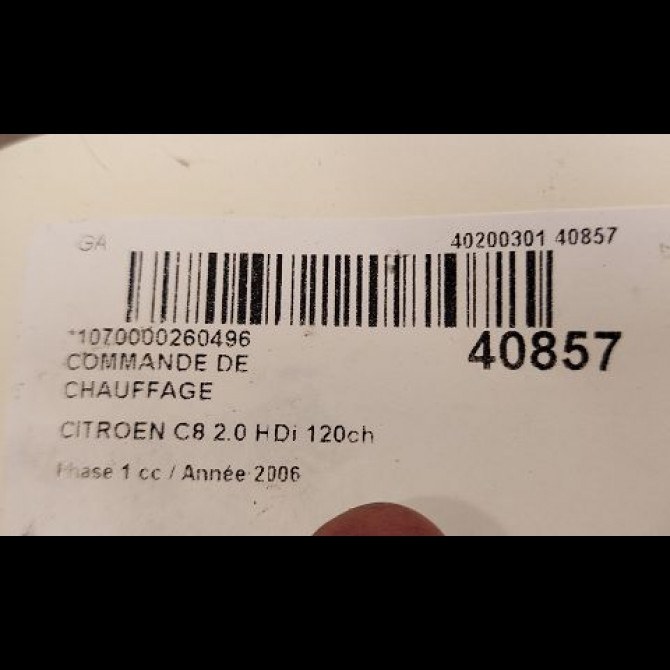 GA
40200301 40857
*1070000260496
40857
COMMANDE DE
CHAUFFAGE
CITROEN C8 2.0 HDi 120ch
Phase 1 cc / Année 2006